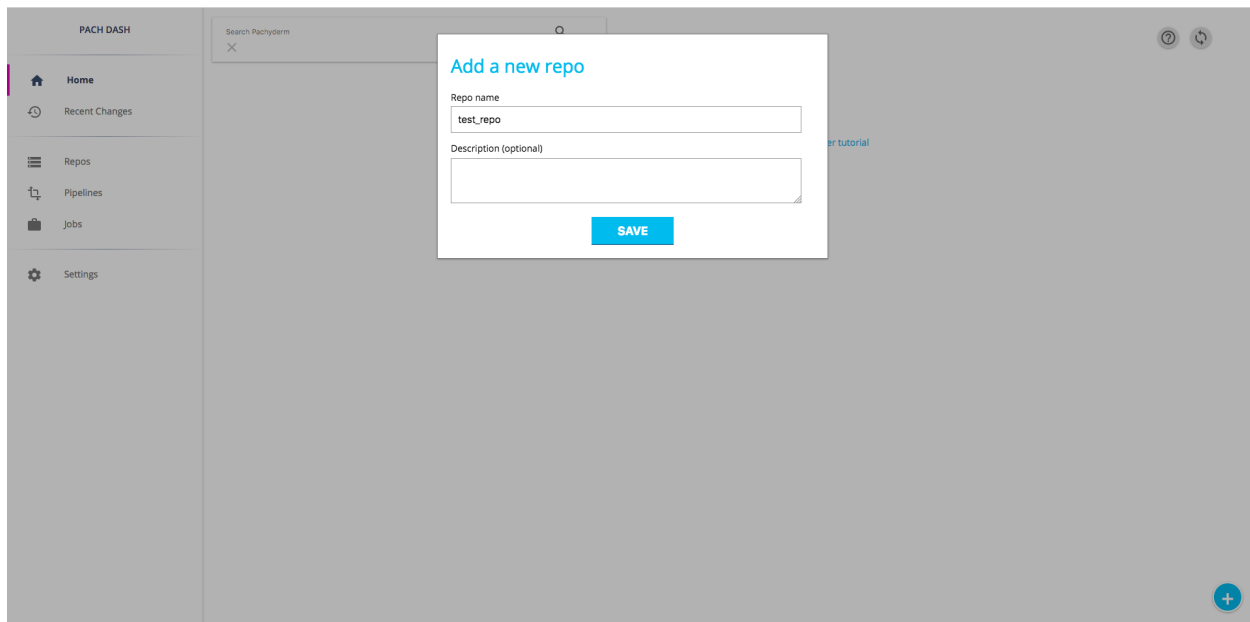 PACH DASH
Home
Recent Changes
Repos
Pipelines
Jobs
Settings
Search Pachyderm
Add a new repo
Repo name
test_repo
Description (optional)
SAVE
tutorial